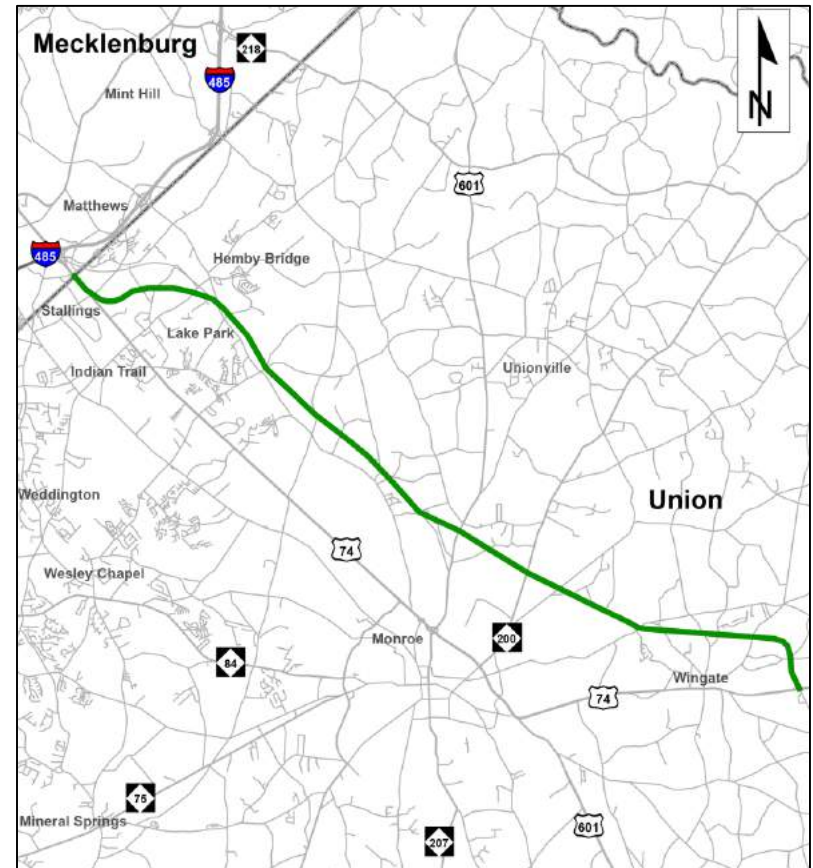 Mecklenburg
218
485
Mint Hill
N
601
Matthews
485
Hemby Bridge
Stallings
Lake Park
Indian Trail
Unionville
Weddington
Union
74
Wesley Chapel
Monroe
200
84
Wingate
74
75
Mineral Springs
601
207